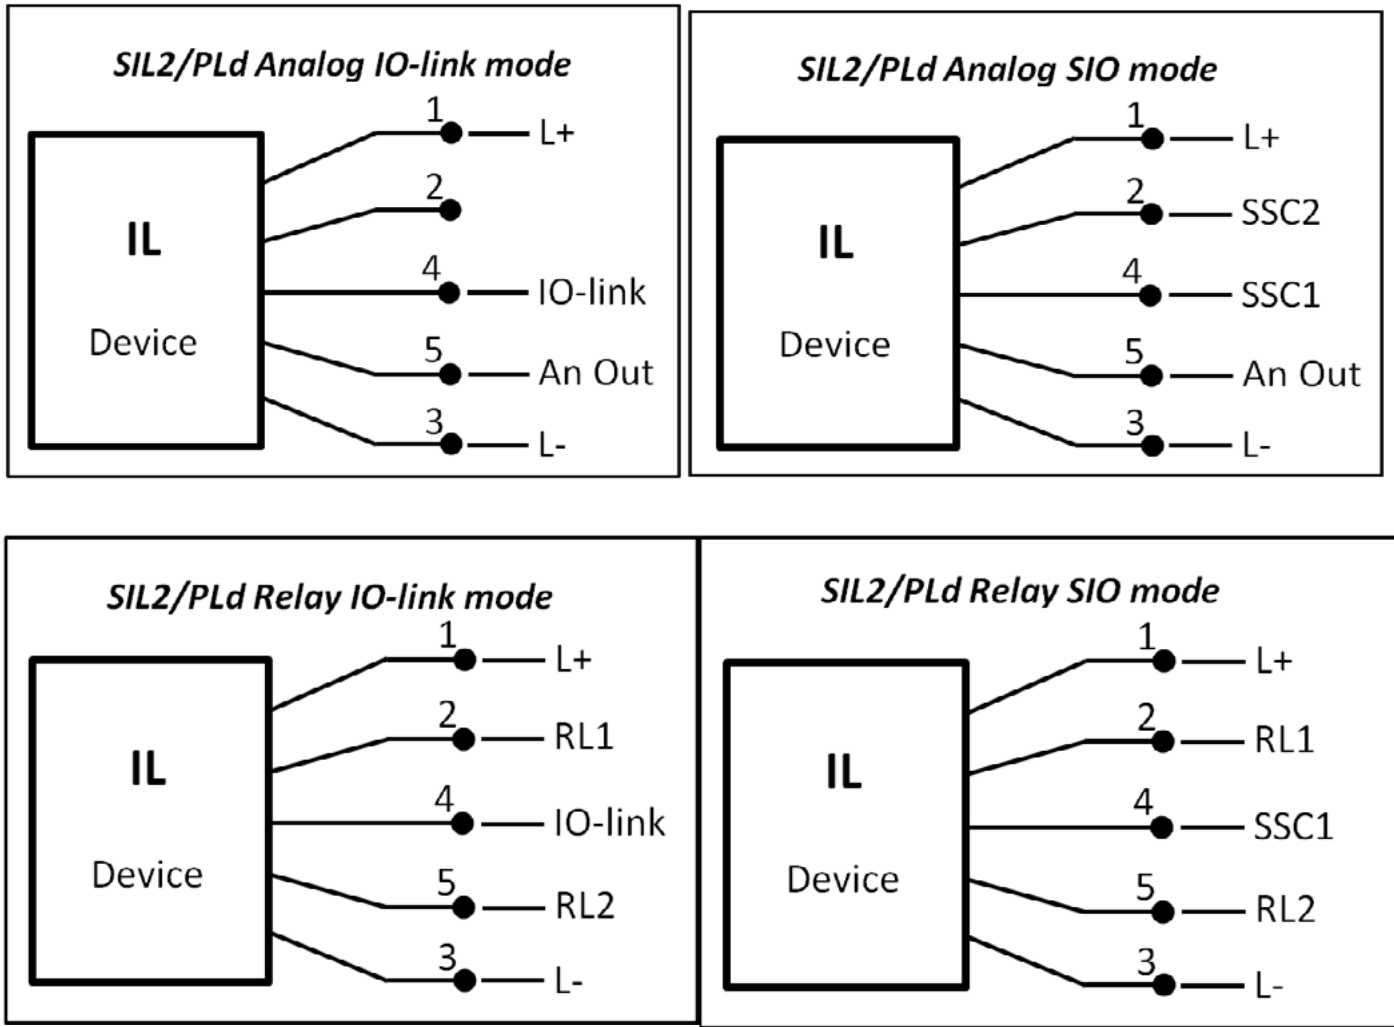 SIL2/PLd Analog IO-link mode
1 L+
2
IL
4 IO-link
Device
5 An Out
3 L-
SIL2/PLd Analog SIO mode
1 L+
2 SSC2
IL
4 SSC1
Device
5 An Out
3 L-
SIL2/PLd Relay IO-link mode
1 L+
2 RL1
IL
4 IO-link
Device
5 RL2
3 L-
SIL2/PLd Relay SIO mode
1 L+
2 RL1
IL
4 SSC1
Device
5 RL2
3 L-